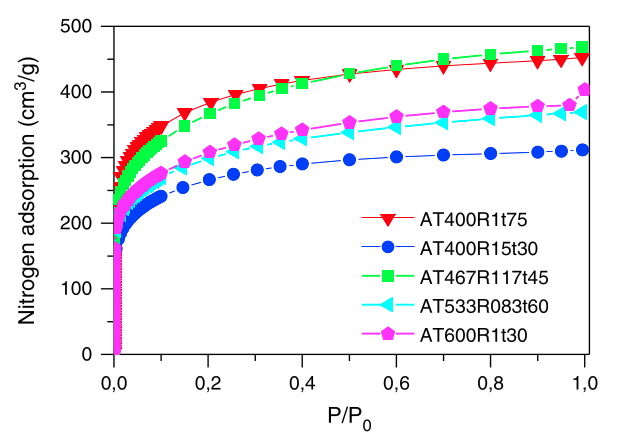 Nitrogen adsorption (cm³/g)
500
400
300
200
100
0
0,0 0,2 0,4 0,6 0,8 1,0
P/P₀
AT400R1t75
AT400R15t30
AT467R117t45
AT533R083t60
AT600R1t30